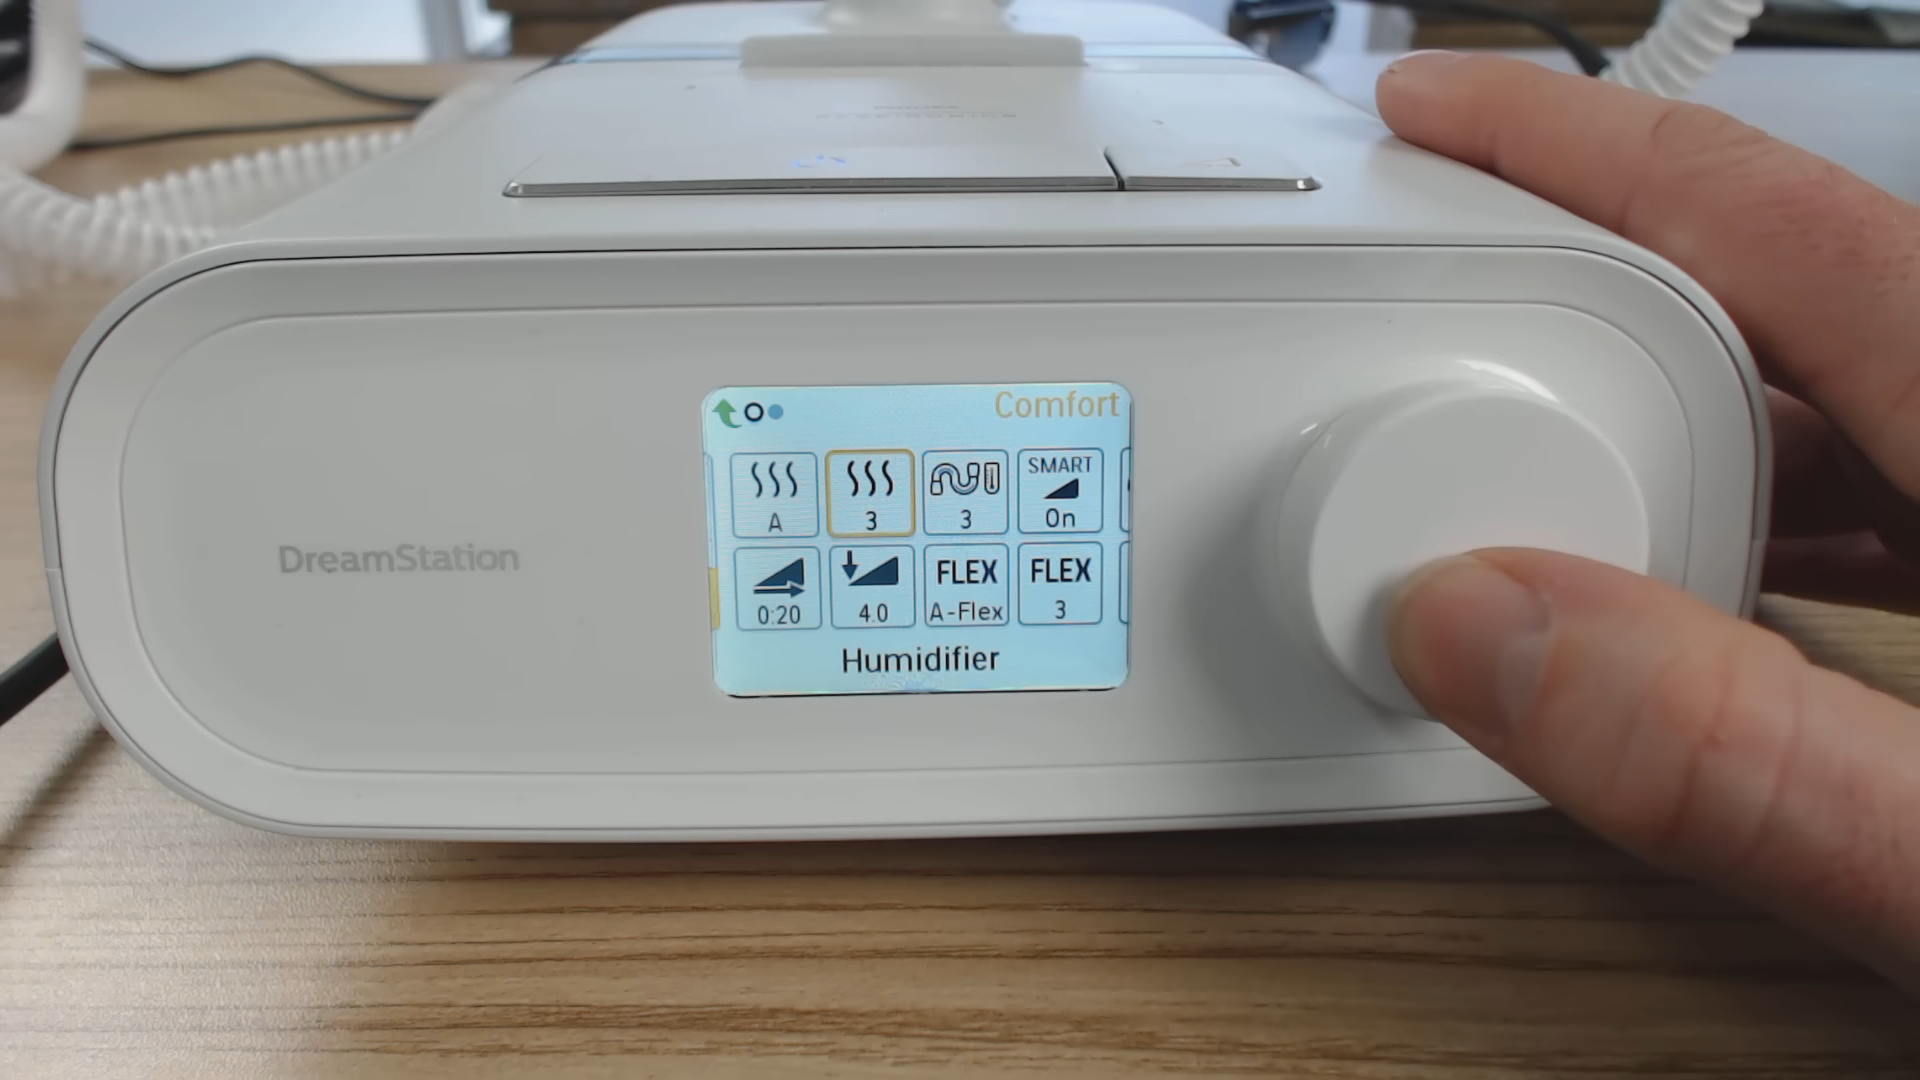 Comfort
A 3 3 SMART On
0:20 4.0 FLEX A-Flex FLEX 3
Humidifier
DreamStation